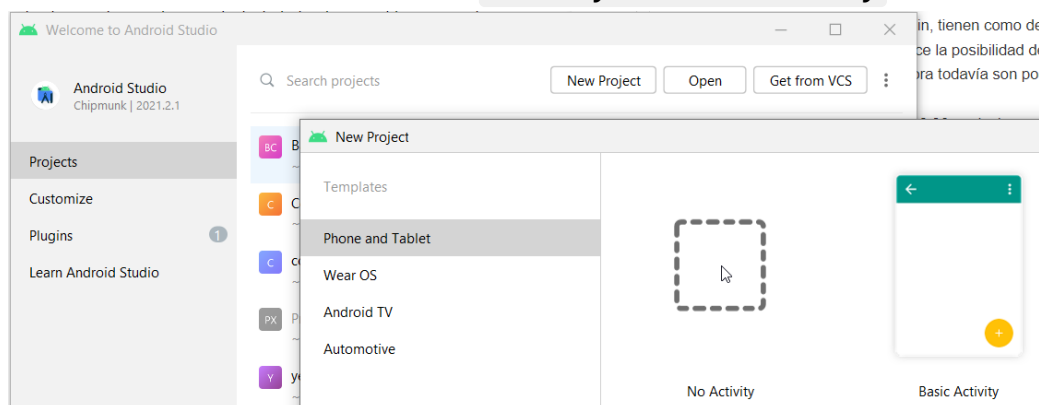 Welcome to Android Studio
Android Studio
Chipmunk | 2021.2.1
Projects
Customize
Plugins 1
Learn Android Studio
Search projects
New Project Open Get from VCS
BC B
C C
C
PX P
Y ye
New Project
Templates
Phone and Tablet
Wear OS
Android TV
Automotive
No Activity
Basic Activity
in, tienen como de
ce la posibilidad de
ra todavía son po